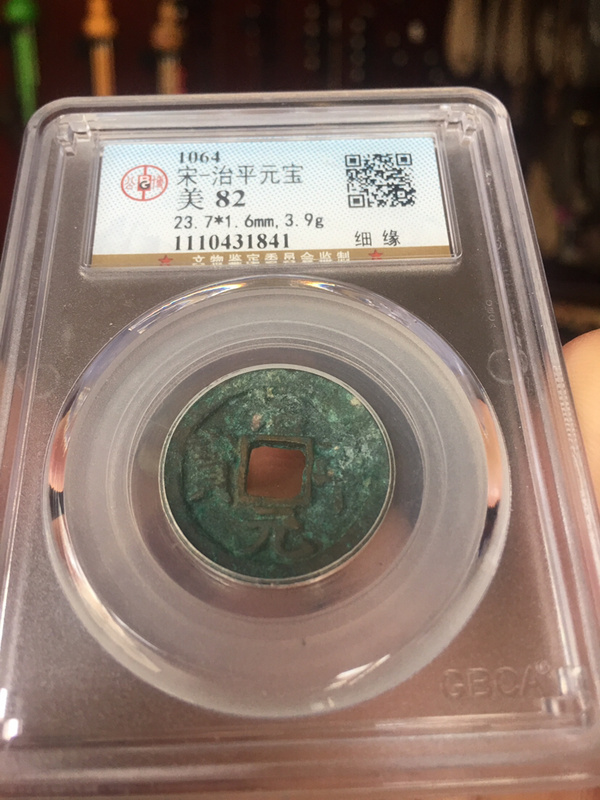 1064
宋-治平元宝
美 82
23.7*1.6mm, 3.9g
1110431841 细 缘
文物鉴定委员会监制
元
GBCA